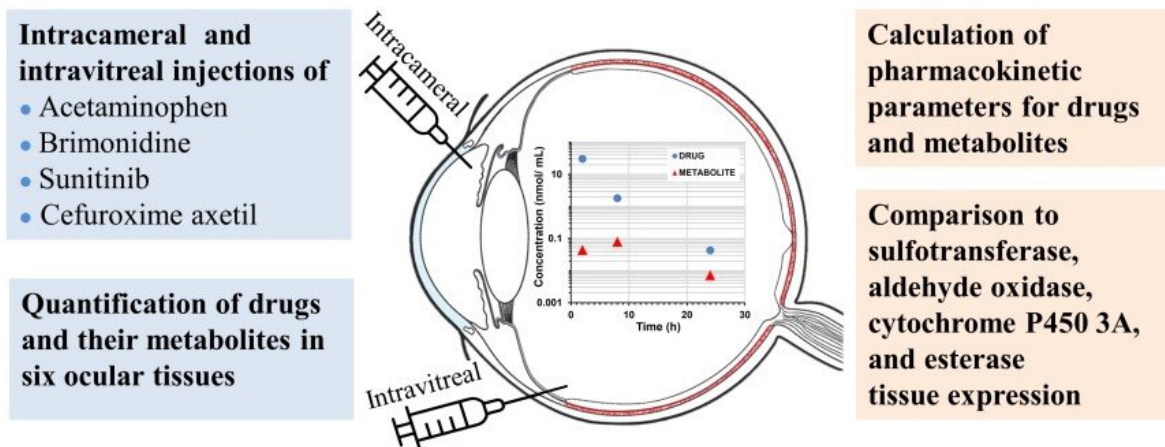 Intracameral and
intravitreal injections of
• Acetaminophen
• Brimonidine
• Sunitinib
• Cefuroxime axetil
Quantification of drugs
and their metabolites in
six ocular tissues
Intracameral
Intravitreal
Concentration (nmol/ mL)
10
0.1
0.001
0
10
20
30
Time (h)
DRUG
METABOLITE
Calculation of
pharmacokinetic
parameters for drugs
and metabolites
Comparison to
sulfotransferase,
aldehyde oxidase,
cytochrome P450 3A,
and esterase
tissue expression